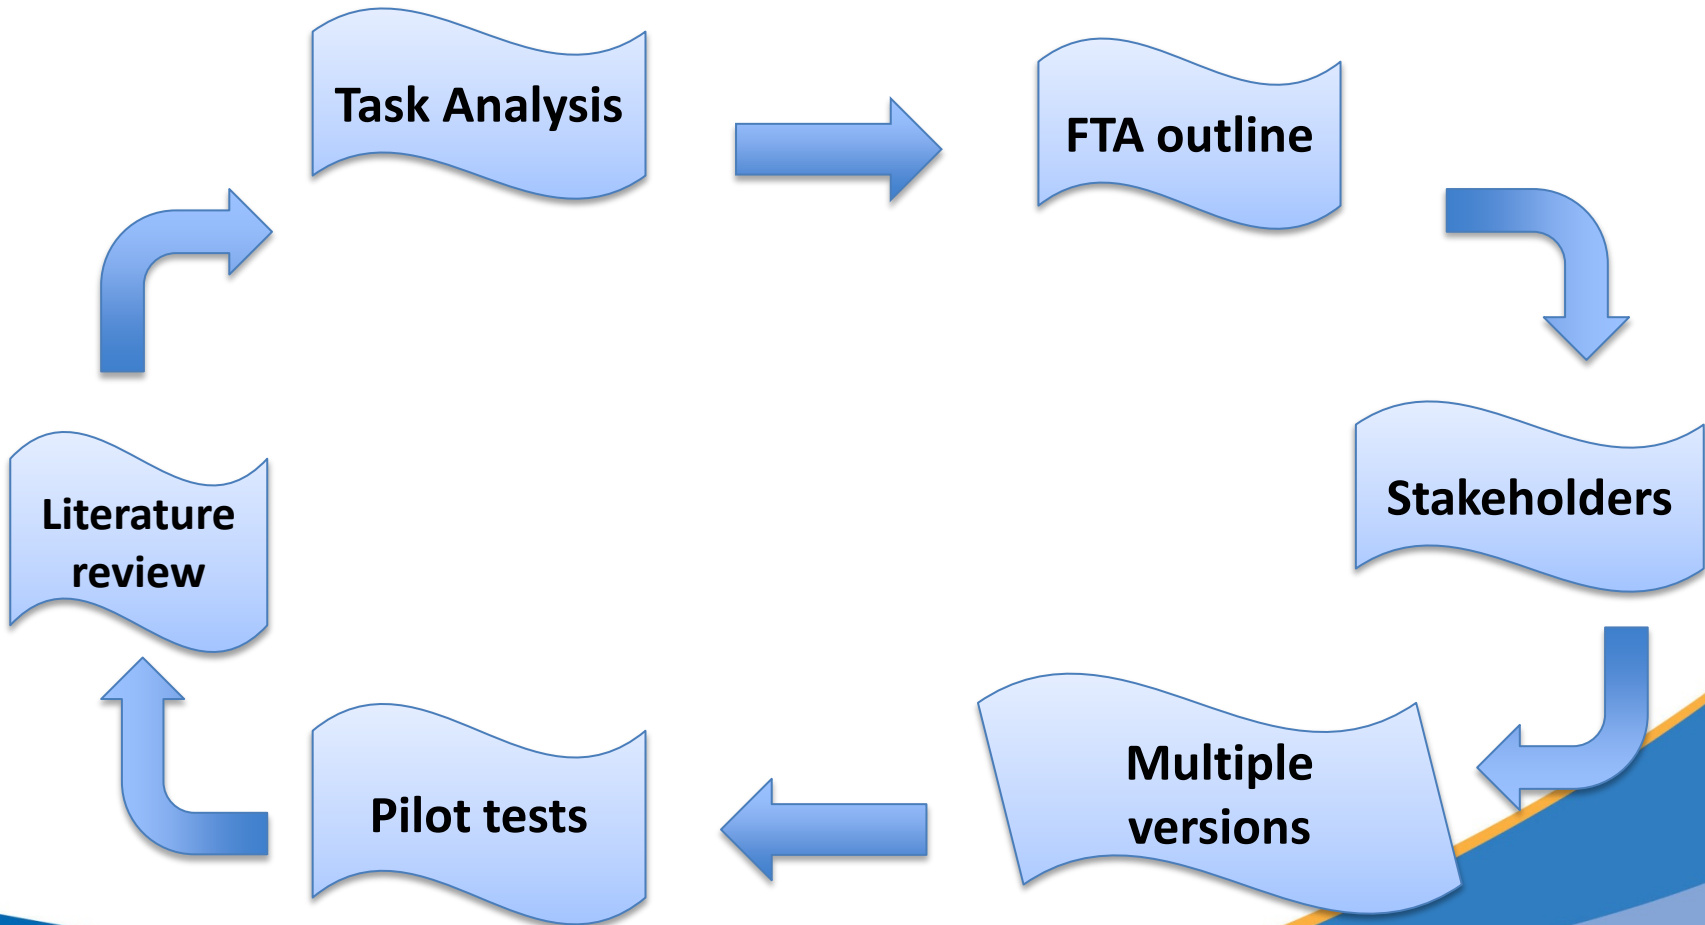 Task Analysis
FTA outline
Stakeholders
Multiple
versions
Pilot tests
Literature
review